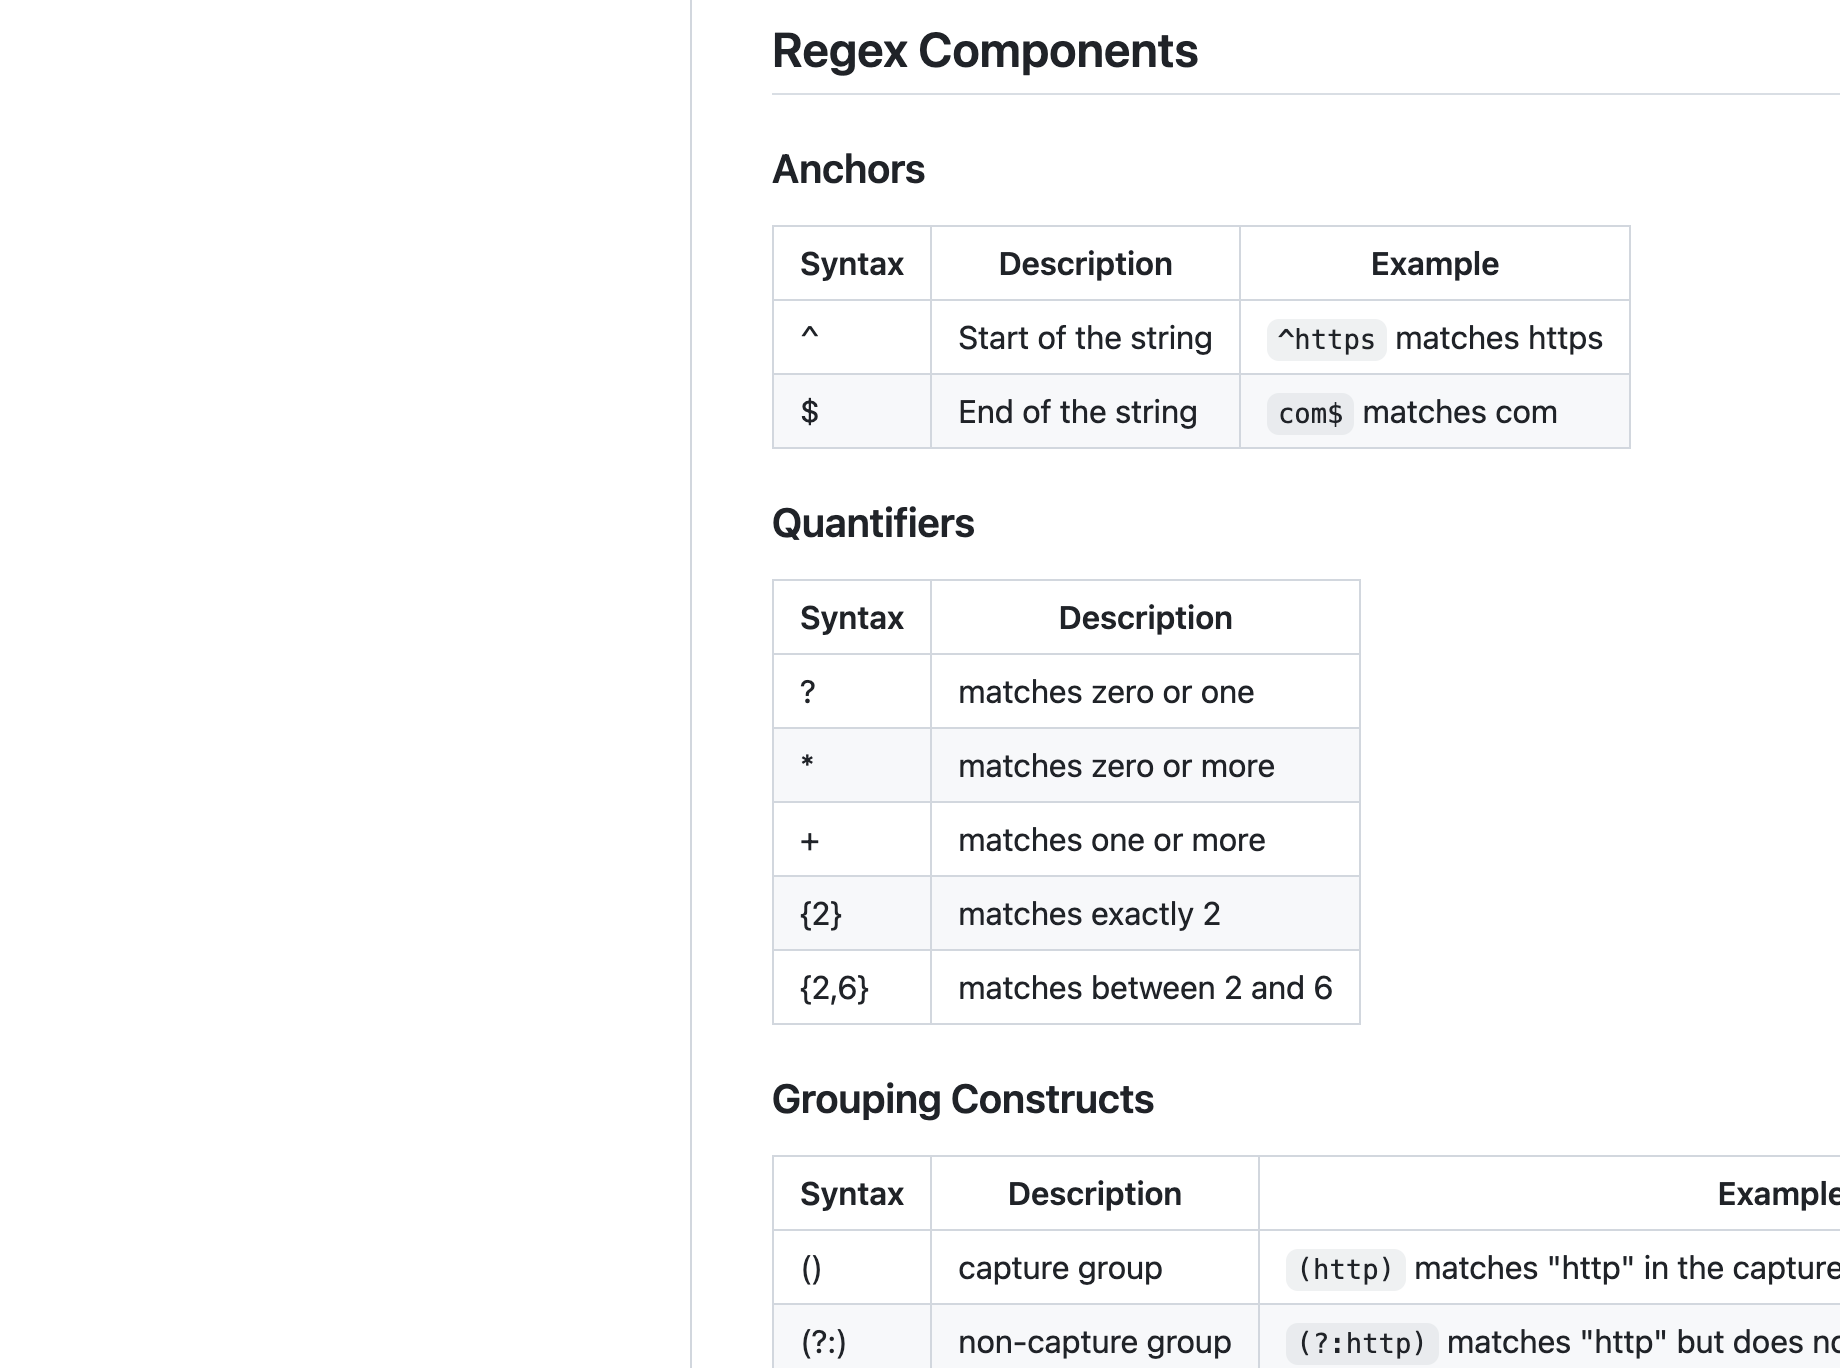 Regex Components
Anchors
Syntax Description Example
^ Start of the string ^https matches https
$ End of the string com$ matches com
Quantifiers
Syntax Description
? matches zero or one
* matches zero or more
+ matches one or more
{2} matches exactly 2
{2,6} matches between 2 and 6
Grouping Constructs
Syntax Description Example
() capture group (http) matches "http" in the capture
(?:) non-capture group (?:http) matches "http" but does